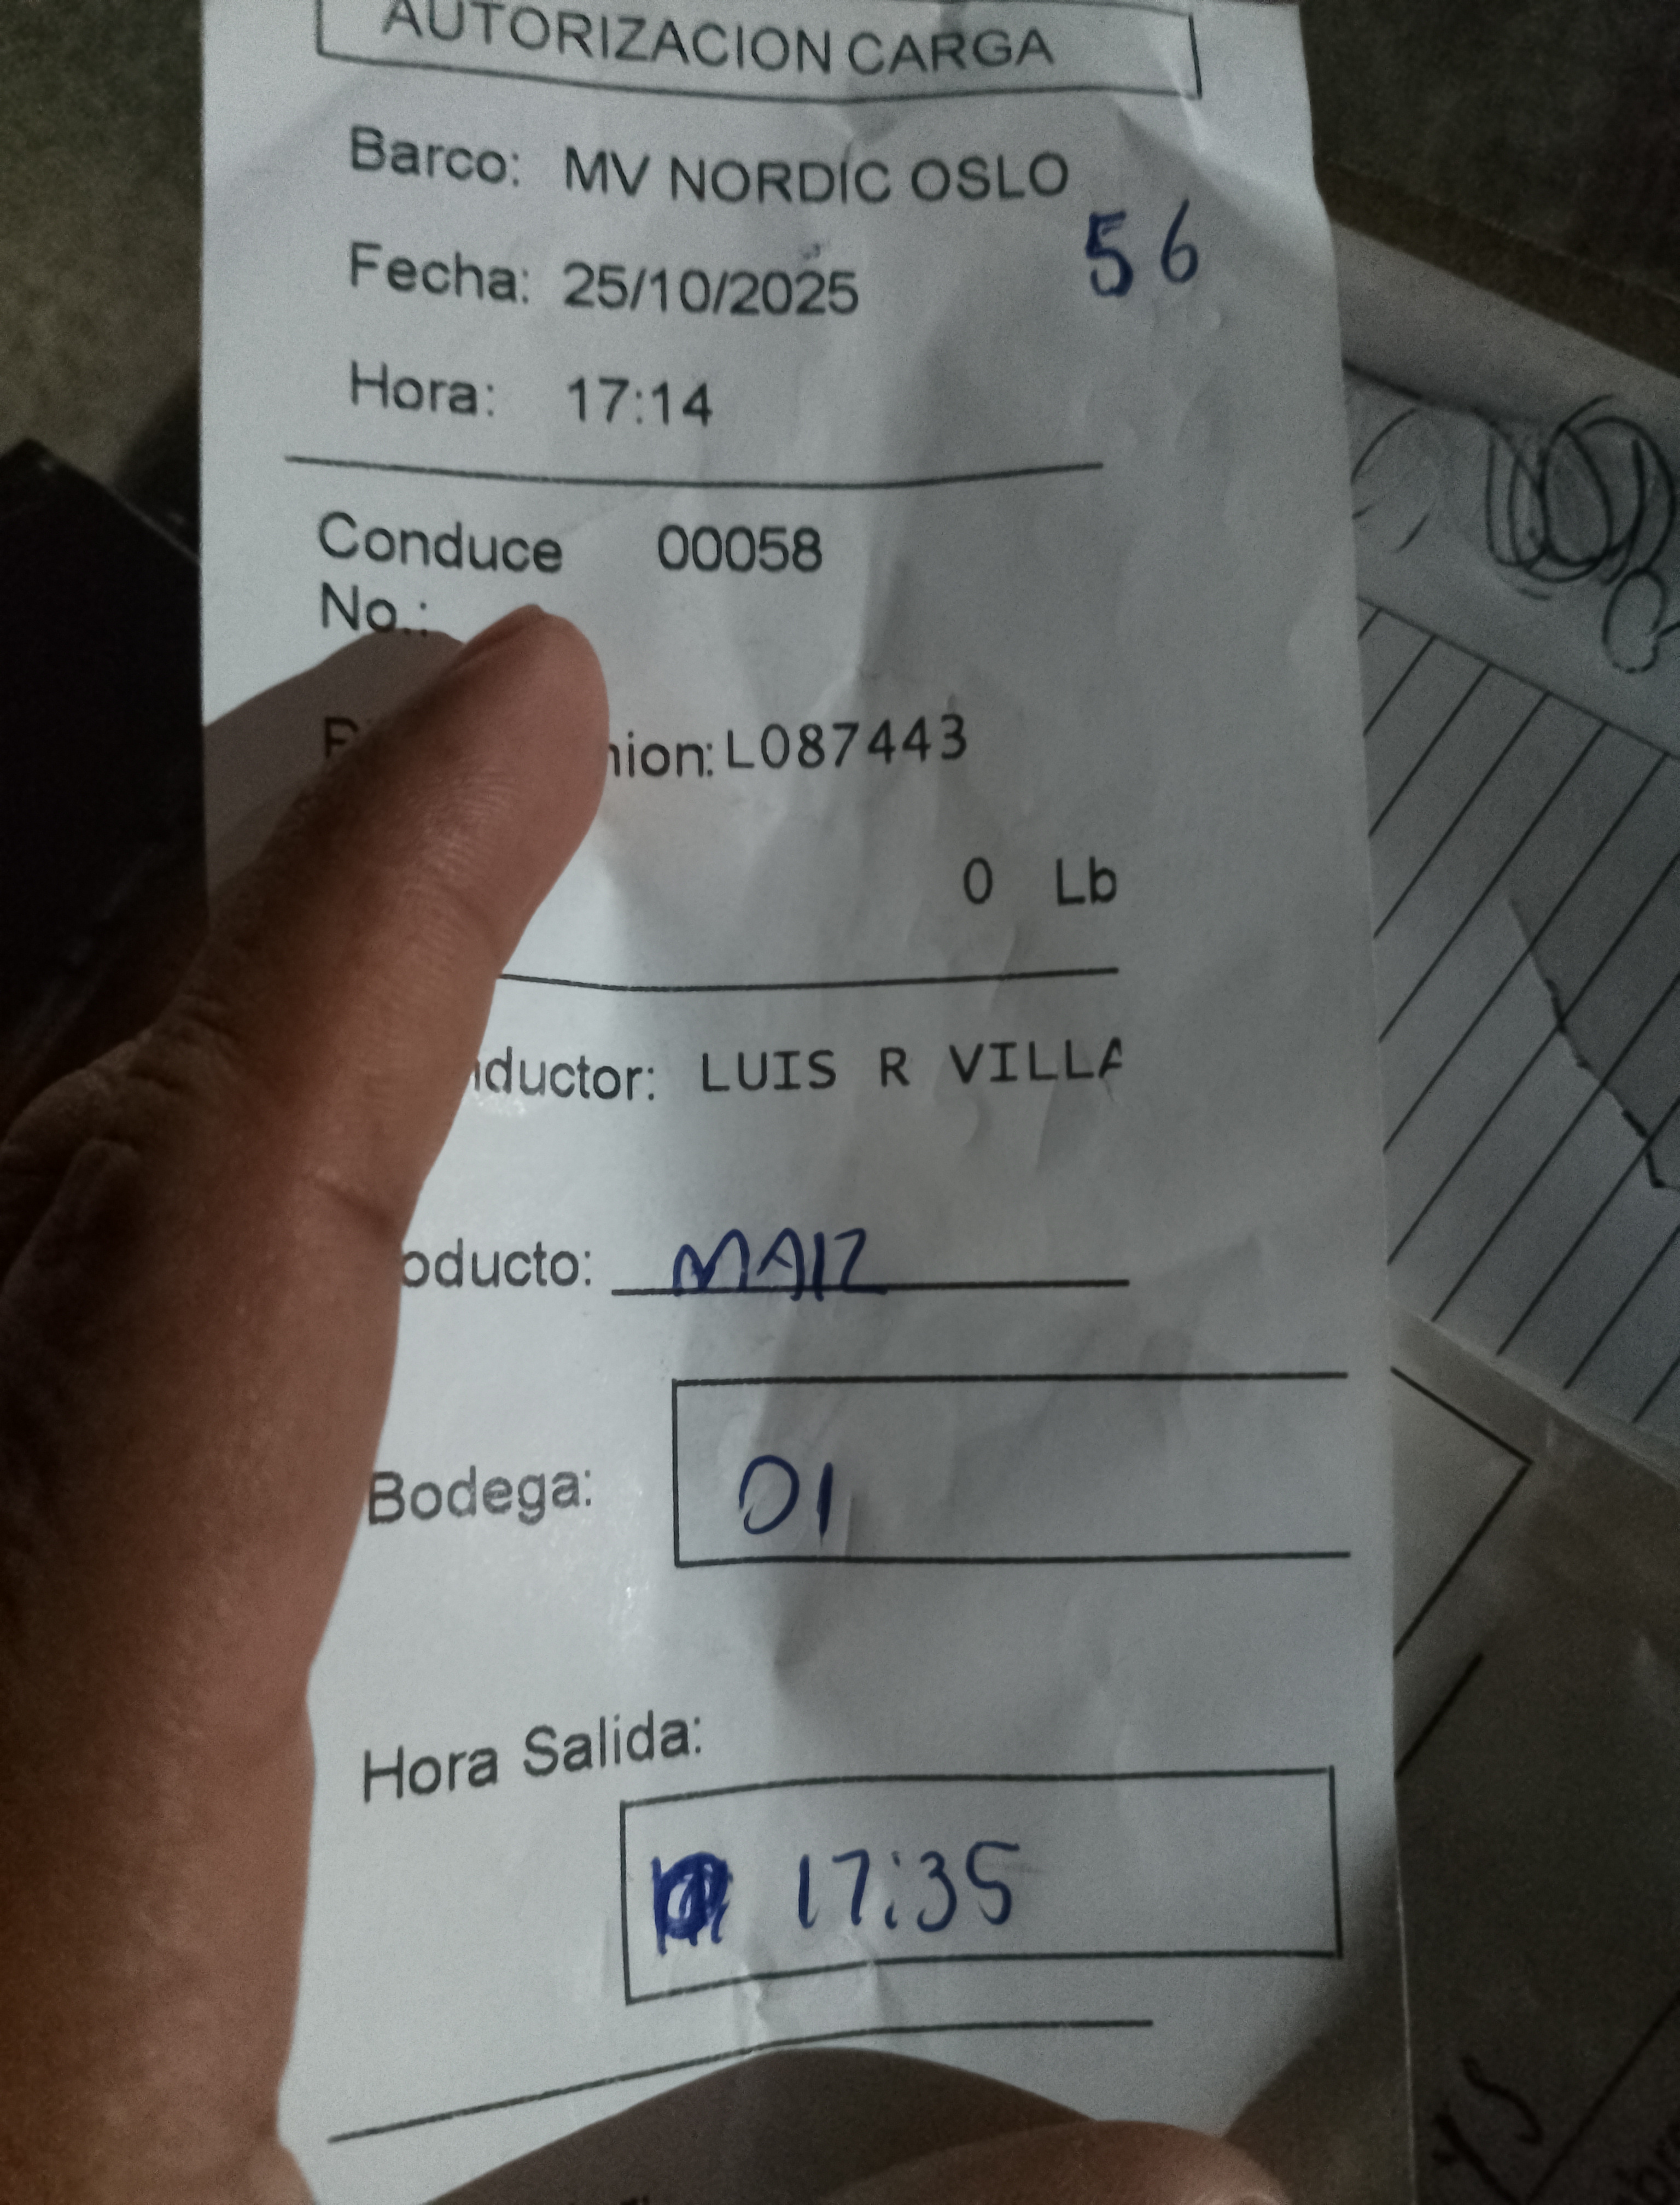 AUTORIZACION CARGA
Barco: MV NORDIC OSLO
56
Fecha: 25/10/2025
Hora: 17:14
Conduce 00058
No.:
nion: L087443
0 Lb
ductor: LUIS R VILLA
oducto: MAIZ
Bodega: 01
Hora Salida:
17:35